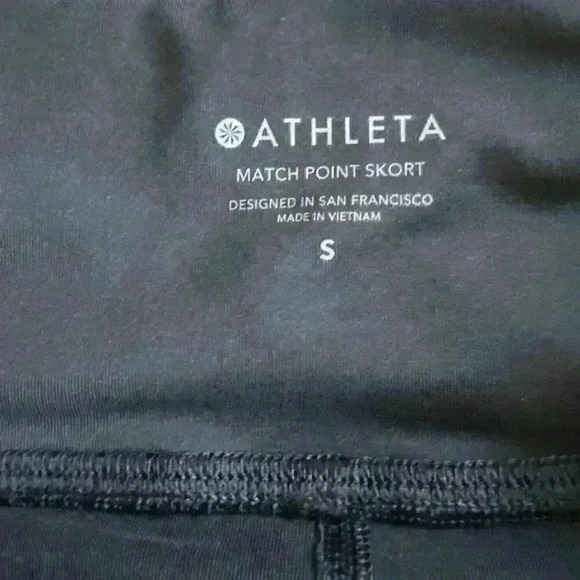 ATHLETA
MATCH POINT SKORT
DESIGNED IN SAN FRANCISCO
MADE IN VIETNAM
S